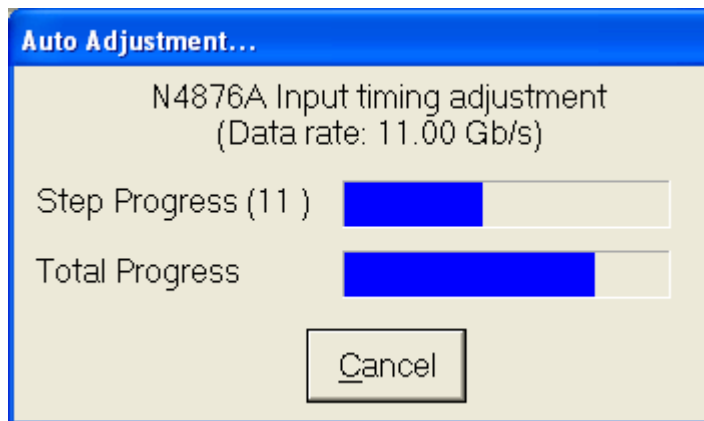 Auto Adjustment...
N4876A Input timing adjustment
(Data rate: 11.00 Gb/s)
Step Progress (11 )
Total Progress
Cancel